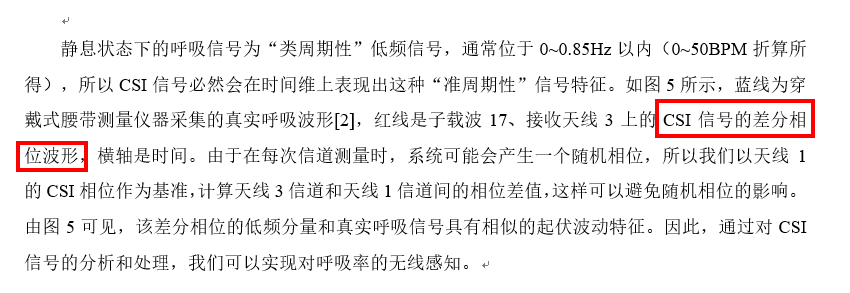 静息状态下的呼吸信号为“类周期性”低频信号，通常位于 0~0.85Hz 以内（0~50BPM 折算所
得），所以 CSI 信号必然会在时间维上表现出这种“准周期性”信号特征。如图 5 所示，蓝线为穿
戴式腰带测量仪器采集的真实呼吸波形[2]，红线是子载波 17、接收天线 3 上的 CSI 信号的差分相
位波形，横轴是时间。由于在每次信道测量时，系统可能会产生一个随机相位，所以我们以天线 1
的 CSI 相位作为基准，计算天线 3 信道和天线 1 信道间的相位差值，这样可以避免随机相位的影响。
由图 5 可见，该差分相位的低频分量和真实呼吸信号具有相似的起伏波动特征。因此，通过对 CSI
信号的分析和处理，我们可以实现对呼吸率的无线感知。